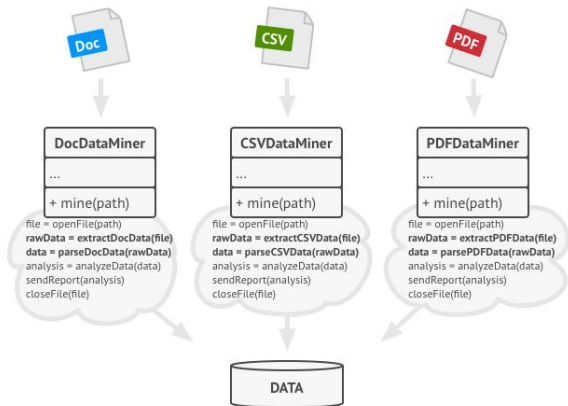 Doc
CSV
PDF
DocDataMiner
...
+ mine(path)
file = openFile(path)
rawData = extractDocData(file)
data = parseDocData(rawData)
analysis = analyzeData(data)
sendReport(analysis)
closeFile(file)
CSVDataMiner
...
+ mine(path)
file = openFile(path)
rawData = extractCSVData(file)
data = parseCSVData(rawData)
analysis = analyzeData(data)
sendReport(analysis)
closeFile(file)
PDFDataMiner
...
+ mine(path)
file = openFile(path)
rawData = extractPDFData(file)
data = parsePDFData(rawData)
analysis = analyzeData(data)
sendReport(analysis)
closeFile(file)
DATA